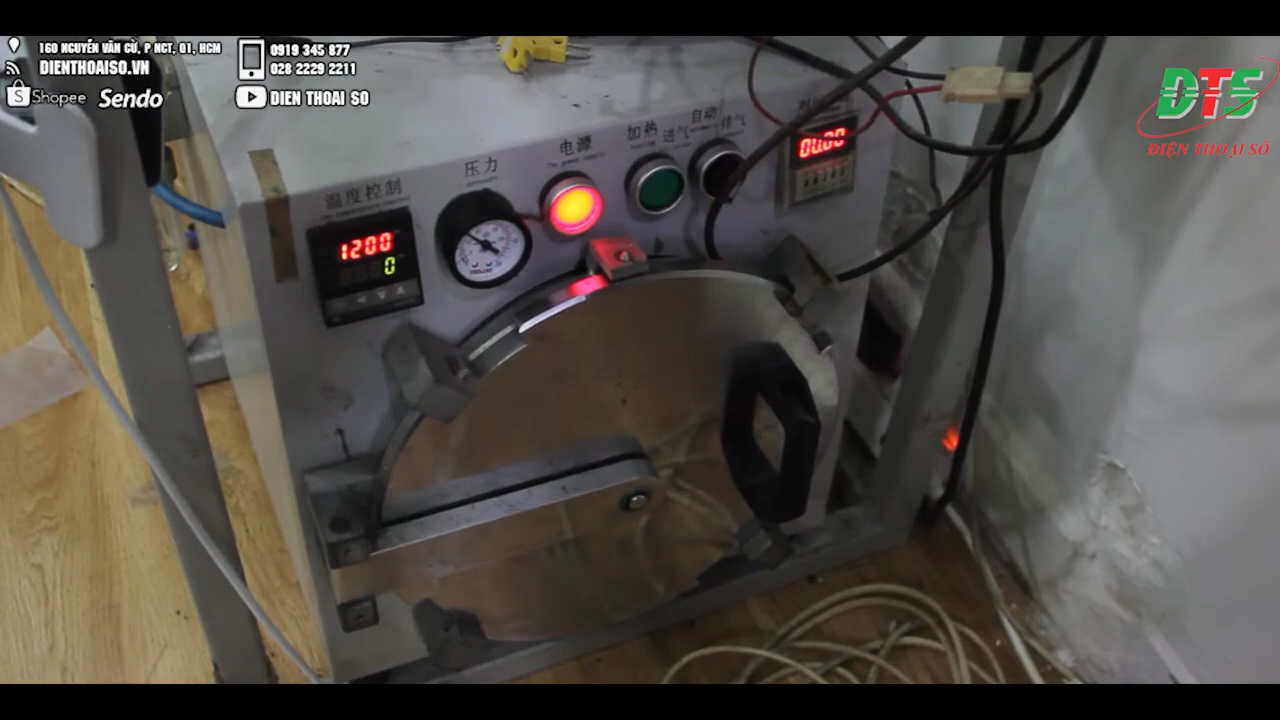 160 NGUYỄN VĂN CỪ, P NCT, Q1, HCM
DIENTHOAISO.VN
Shopee Sendo
0919 345 877
028 2229 2211
DIEN THOAI SO
DTS
ĐIỆN THOẠI SỐ
温度控制
压力
电源
加热
进气
自动
排气
1200
0
00.00